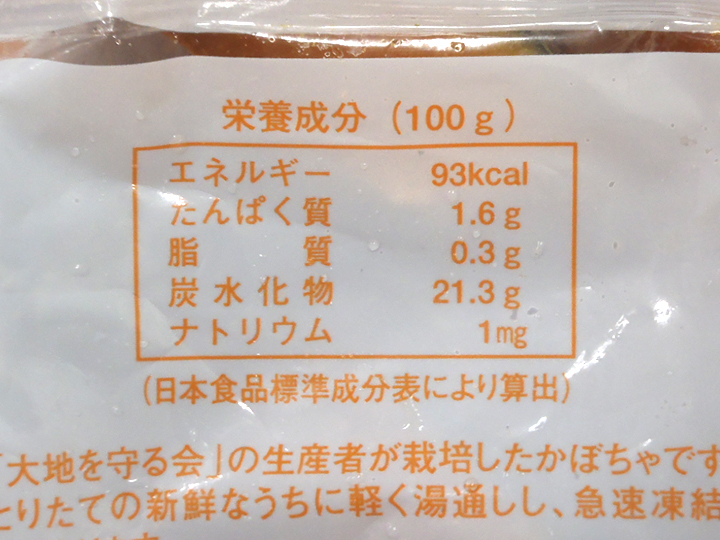 栄養成分（100ｇ）
エネルギー 93kcal
たんぱく質 1.6ｇ
脂質 0.3ｇ
炭水化物 21.3ｇ
ナトリウム 1mg
（日本食品標準成分表により算出）
「大地を守る会」の生産者が栽培したかぼちゃです
とりたての新鮮なうちに軽く湯通しし、急速凍結